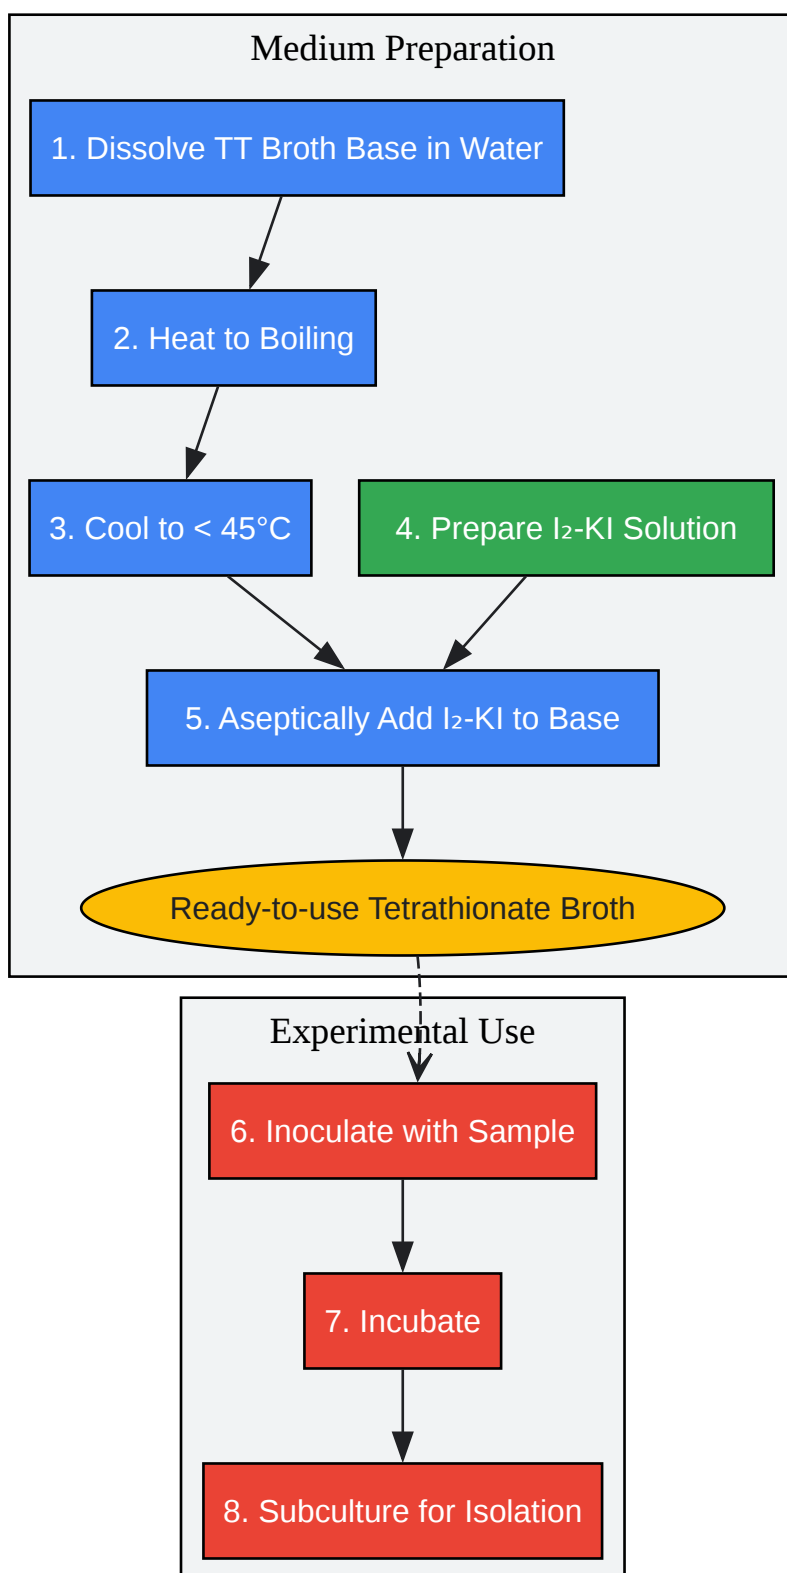 Medium Preparation
1. Dissolve TT Broth Base in Water
2. Heat to Boiling
3. Cool to < 45°C
4. Prepare I₂-KI Solution
5. Aseptically Add I₂-KI to Base
Ready-to-use Tetrathionate Broth
Experimental Use
6. Inoculate with Sample
7. Incubate
8. Subculture for Isolation